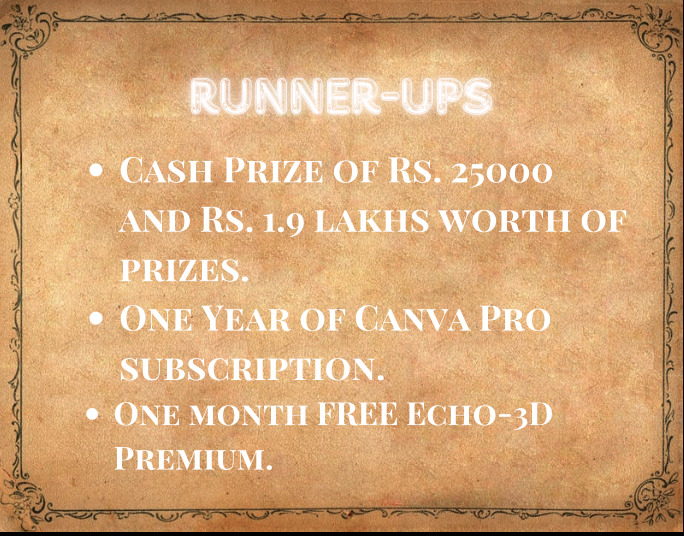 RUNNER-UPS
• Cash Prize of Rs. 25000
and Rs. 1.9 lakhs worth of
prizes.
• One Year of Canva Pro
subscription.
• One month FREE Echo-3D
Premium.